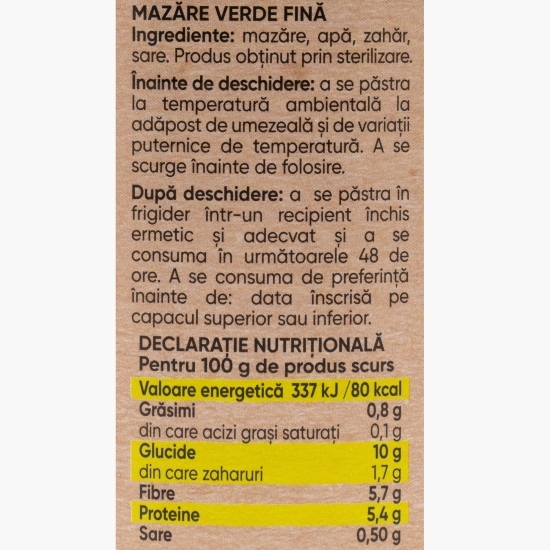 MAZĂRE VERDE FINĂ
Ingrediente: mazăre, apă, zahăr,
sare. Produs obținut prin sterilizare.
Înainte de deschidere: a se păstra
la temperatură ambientală la
adăpost de umezeală și de variații
puternice de temperatură. A se
scurge înainte de folosire.
După deschidere: a se păstra în
frigider într-un recipient închis
ermetic și adecvat și a se
consuma în următoarele 48 de
ore. A se consuma de preferință
înainte de: data înscrisă pe
capacul superior sau inferior.
DECLARAȚIE NUTRIȚIONALĂ
Pentru 100 g de produs scurs
Valoare energetică 337 kJ /80 kcal
Grăsimi 0,8 g
din care acizi grași saturați 0,1 g
Glucide 10 g
din care zaharuri 1,7 g
Fibre 5,7 g
Proteine 5,4 g
Sare 0,50 g